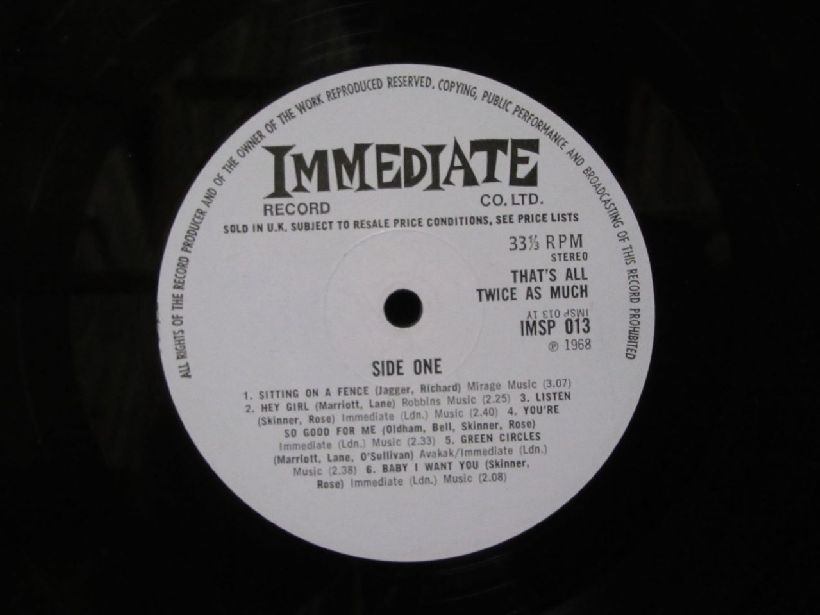 ALL RIGHTS OF THE RECORD PRODUCER AND OF THE OWNER OF THE WORK REPRODUCED RESERVED. COPYING, PUBLIC PERFORMANCE AND BROADCASTING OF THIS RECORD PROHIBITED
IMMEDIATE
RECORD CO. LTD.
SOLD IN U.K. SUBJECT TO RESALE PRICE CONDITIONS, SEE PRICE LISTS
33⅓ RPM
STEREO
THAT'S ALL
TWICE AS MUCH
IMSP 013 1Y
IMSP 013
℗ 1968
SIDE ONE
1. SITTING ON A FENCE (Jagger, Richard) Mirage Music (3.07)
2. HEY GIRL (Marriott, Lane) Robbins Music (2.25) 3. LISTEN
(Skinner, Rose) Immediate (Ldn.) Music (2.40) 4. YOU'RE
SO GOOD FOR ME (Oldham, Bell, Skinner, Rose)
Immediate (Ldn.) Music (2.33) 5. GREEN CIRCLES
(Marriott, Lane, O'Sullivan) Avakak/Immediate (Ldn.)
Music (2.38) 6. BABY I WANT YOU (Skinner,
Rose) Immediate (Ldn.) Music (2.08)